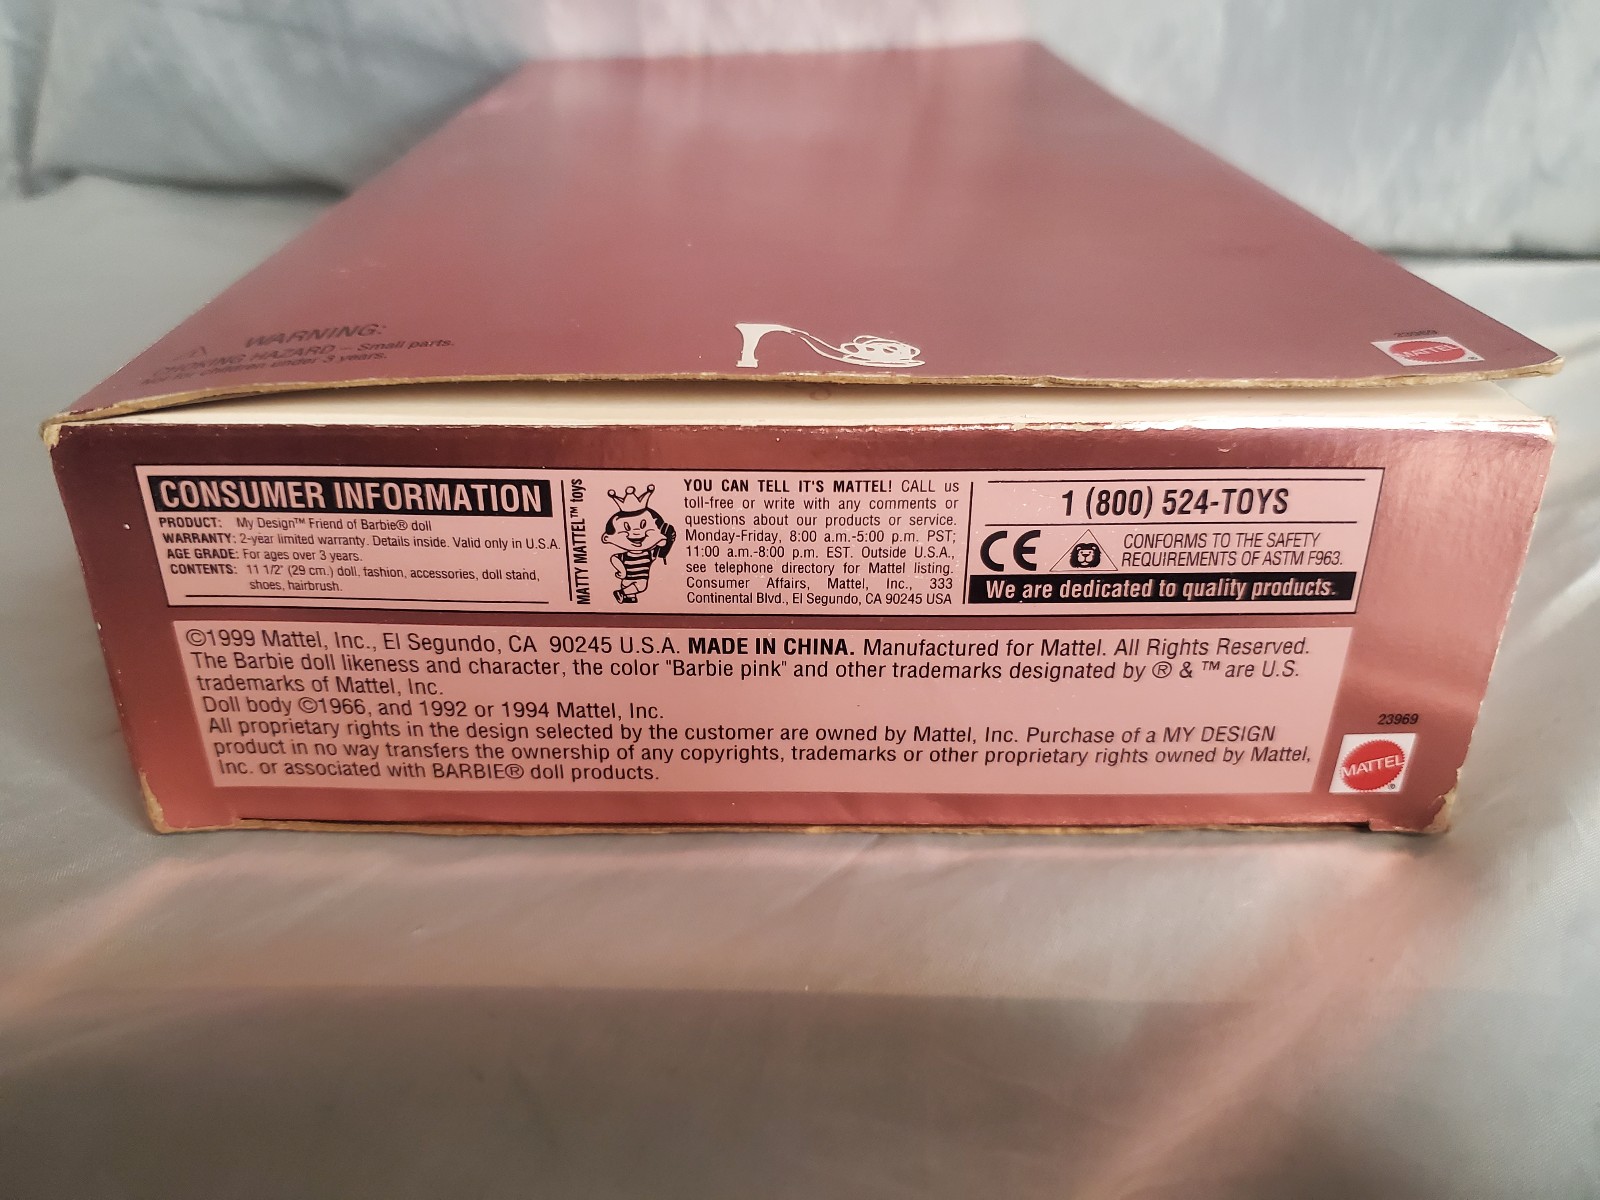 WARNING:
CHOKING HAZARD – Small parts.
Not for children under 3 years.
23969
MATTEL
®
CONSUMER INFORMATION
PRODUCT: My Design™ Friend of Barbie® doll
WARRANTY: 2-year limited warranty. Details inside. Valid only in U.S.A.
AGE GRADE: For ages over 3 years.
CONTENTS: 11 1/2" (29 cm.) doll, fashion, accessories, doll stand,
shoes, hairbrush.
MATTY MATTEL™ toys
YOU CAN TELL IT'S MATTEL! CALL us
toll-free or write with any comments or
questions about our products or service.
Monday-Friday, 8:00 a.m.-5:00 p.m. PST;
11:00 a.m.-8:00 p.m. EST. Outside U.S.A.,
see telephone directory for Mattel listing.
Consumer Affairs, Mattel, Inc., 333
Continental Blvd., El Segundo, CA 90245 USA
1 (800) 524-TOYS
CE
CONFORMS TO THE SAFETY
REQUIREMENTS OF ASTM F963.
We are dedicated to quality products.
©1999 Mattel, Inc., El Segundo, CA 90245 U.S.A. MADE IN CHINA. Manufactured for Mattel. All Rights Reserved.
The Barbie doll likeness and character, the color "Barbie pink" and other trademarks designated by ® & ™ are U.S.
trademarks of Mattel, Inc.
Doll body ©1966, and 1992 or 1994 Mattel, Inc.
All proprietary rights in the design selected by the customer are owned by Mattel, Inc. Purchase of a MY DESIGN
product in no way transfers the ownership of any copyrights, trademarks or other proprietary rights owned by Mattel,
Inc. or associated with BARBIE® doll products.
23969
MATTEL
®